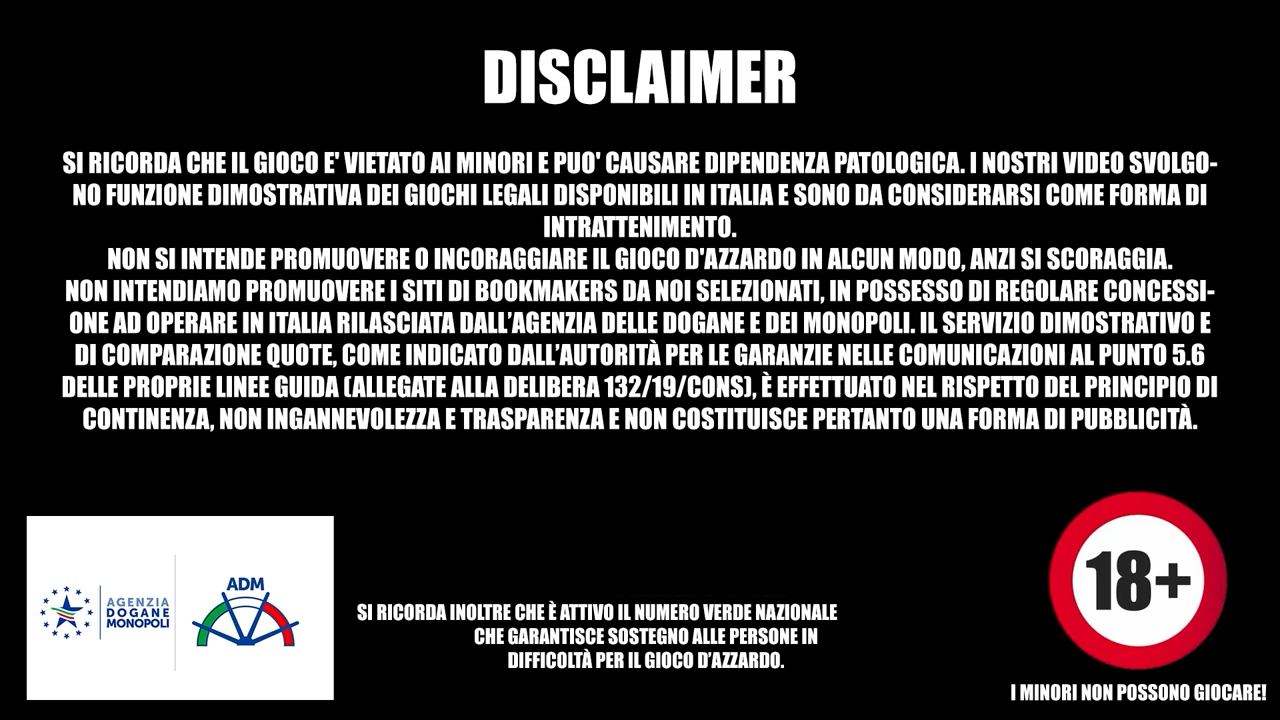 DISCLAIMER
SI RICORDA CHE IL GIOCO E' VIETATO AI MINORI E PUO' CAUSARE DIPENDENZA PATOLOGICA. I NOSTRI VIDEO SVOLGO-
NO FUNZIONE DIMOSTRATIVA DEI GIOCHI LEGALI DISPONIBILI IN ITALIA E SONO DA CONSIDERARSI COME FORMA DI
INTRATTENIMENTO.
NON SI INTENDE PROMUOVERE O INCORAGGIARE IL GIOCO D'AZZARDO IN ALCUN MODO, ANZI SI SCORAGGIA.
NON INTENDIAMO PROMUOVERE I SITI DI BOOKMAKERS DA NOI SELEZIONATI, IN POSSESSO DI REGOLARE CONCESSI-
ONE AD OPERARE IN ITALIA RILASCIATA DALL’AGENZIA DELLE DOGANE E DEI MONOPOLI. IL SERVIZIO DIMOSTRATIVO E
DI COMPARAZIONE QUOTE, COME INDICATO DALL’AUTORITÀ PER LE GARANZIE NELLE COMUNICAZIONI AL PUNTO 5.6
DELLE PROPRIE LINEE GUIDA (ALLEGATE ALLA DELIBERA 132/19/CONS), È EFFETTUATO NEL RISPETTO DEL PRINCIPIO DI
CONTINENZA, NON INGANNEVOLEZZA E TRASPARENZA E NON COSTITUISCE PERTANTO UNA FORMA DI PUBBLICITÀ.
AGENZIA
DOGANE
MONOPOLI
ADM
SI RICORDA INOLTRE CHE È ATTIVO IL NUMERO VERDE NAZIONALE
CHE GARANTISCE SOSTEGNO ALLE PERSONE IN
DIFFICOLTÀ PER IL GIOCO D’AZZARDO.
18+
I MINORI NON POSSONO GIOCARE!